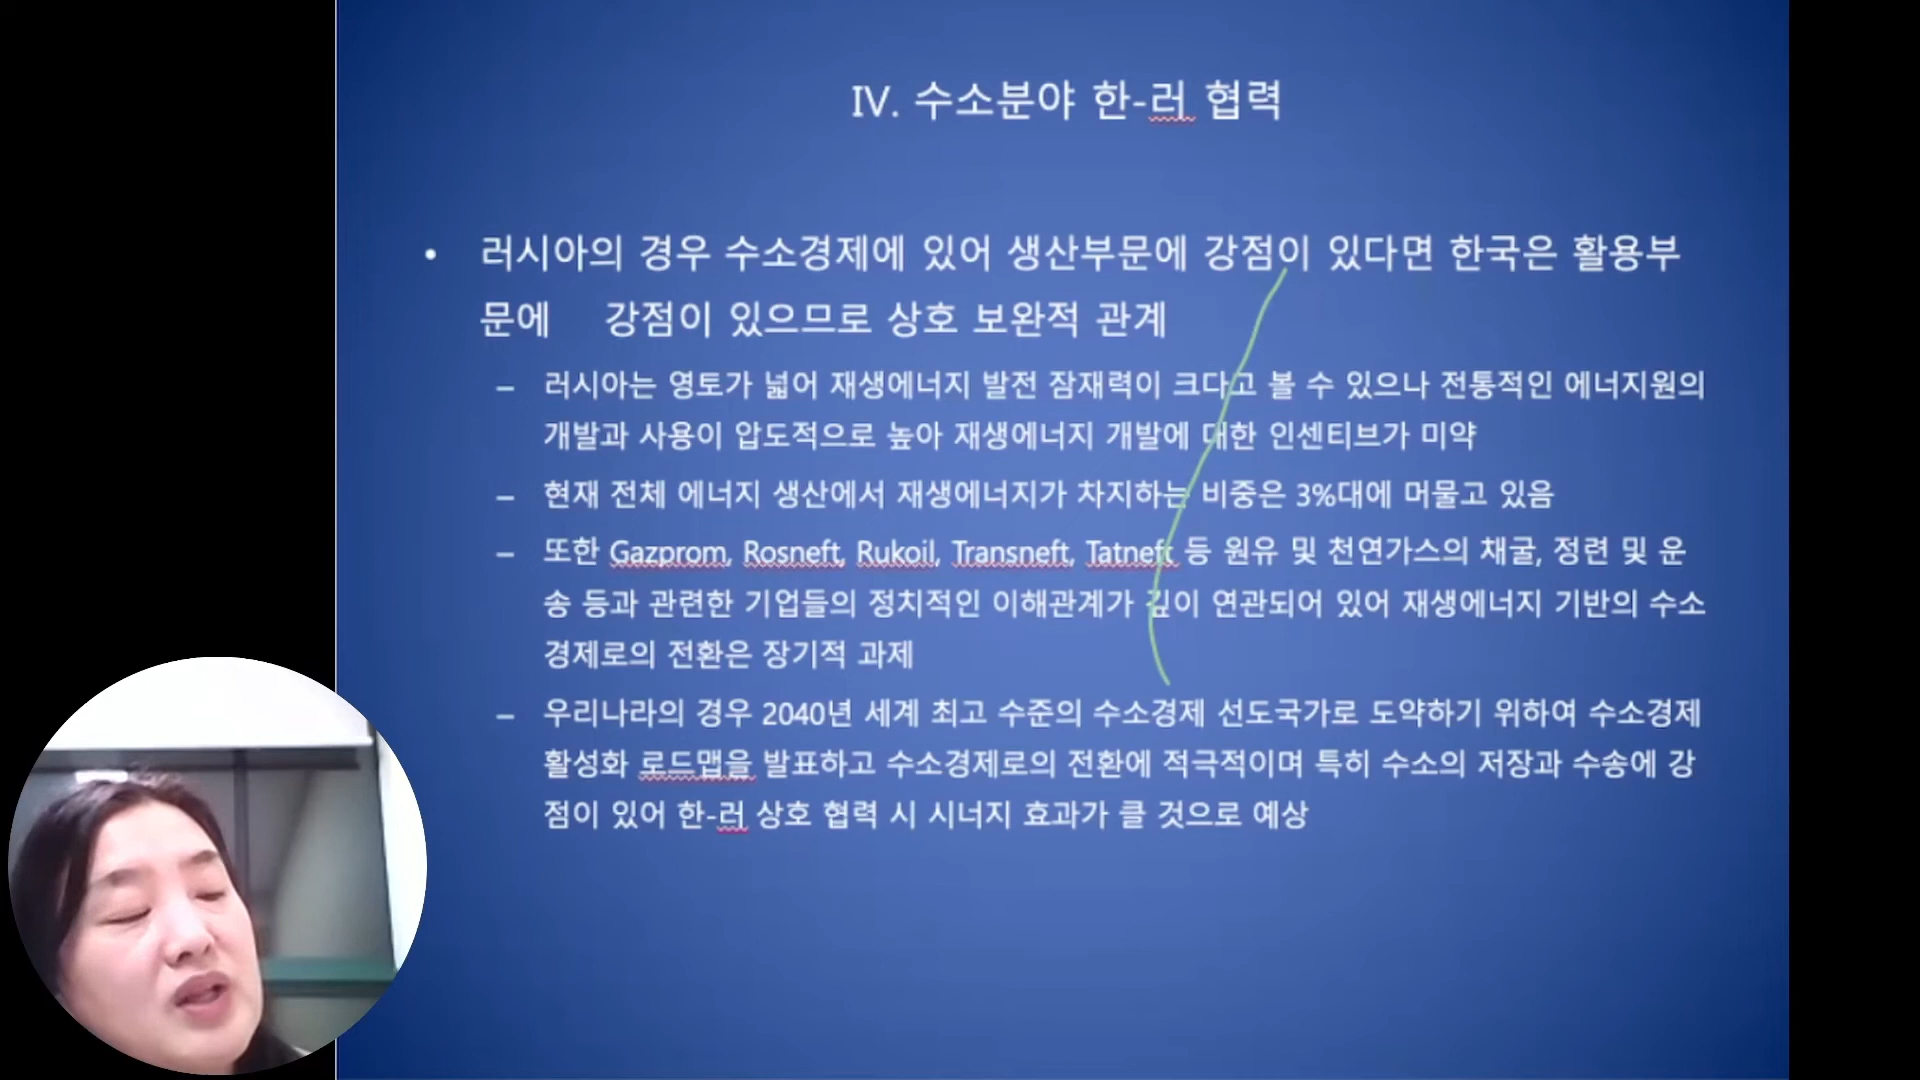 IV. 수소분야 한-러 협력
• 러시아의 경우 수소경제에 있어 생산부문에 강점이 있다면 한국은 활용부
문에 강점이 있으므로 상호 보완적 관계
– 러시아는 영토가 넓어 재생에너지 발전 잠재력이 크다고 볼 수 있으나 전통적인 에너지원의
개발과 사용이 압도적으로 높아 재생에너지 개발에 대한 인센티브가 미약
– 현재 전체 에너지 생산에서 재생에너지가 차지하는 비중은 3%대에 머물고 있음
– 또한 Gazprom, Rosneft, Rukoil, Transneft, Tatneft 등 원유 및 천연가스의 채굴, 정련 및 운
송 등과 관련한 기업들의 정치적인 이해관계가 깊이 연관되어 있어 재생에너지 기반의 수소
경제로의 전환은 장기적 과제
– 우리나라의 경우 2040년 세계 최고 수준의 수소경제 선도국가로 도약하기 위하여 수소경제
활성화 로드맵을 발표하고 수소경제로의 전환에 적극적이며 특히 수소의 저장과 수송에 강
점이 있어 한-러 상호 협력 시 시너지 효과가 클 것으로 예상